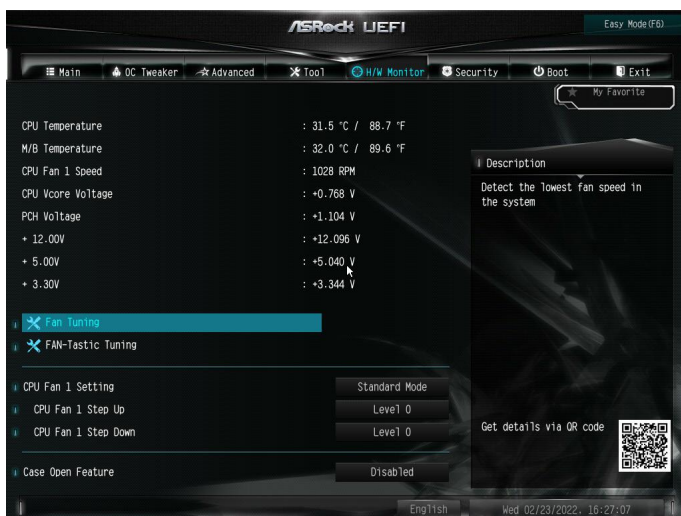 ASRock UEFI
Easy Mode(F6)
Main
OC Tweaker
Advanced
Tool
H/W Monitor
Security
Boot
Exit
My Favorite
CPU Temperature : 31.5 °C / 88.7 °F
M/B Temperature : 32.0 °C / 89.6 °F
CPU Fan 1 Speed : 1028 RPM
CPU Vcore Voltage : +0.768 V
PCH Voltage : +1.104 V
+ 12.00V : +12.096 V
+ 5.00V : +5.040 V
+ 3.30V : +3.344 V
Fan Tuning
FAN-Tastic Tuning
CPU Fan 1 Setting Standard Mode
CPU Fan 1 Step Up Level 0
CPU Fan 1 Step Down Level 0
Case Open Feature Disabled
Description
Detect the lowest fan speed in
the system
Get details via QR code
English
Wed 02/23/2022. 16:27:07